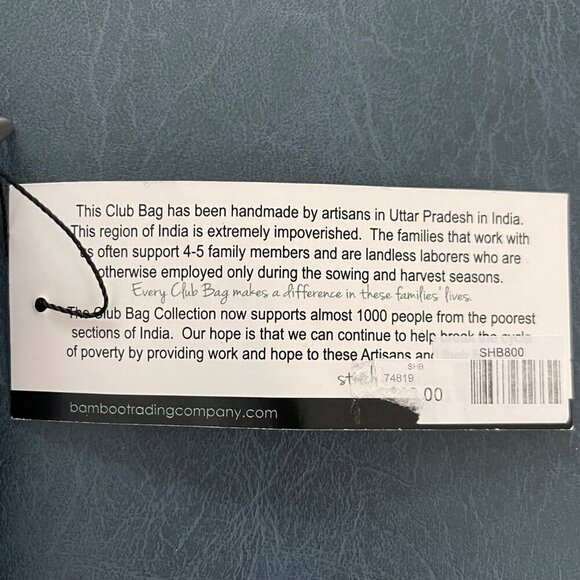 This Club Bag has been handmade by artisans in Uttar Pradesh in India.
This region of India is extremely impoverished. The families that work with
us often support 4-5 family members and are landless laborers who are
otherwise employed only during the sowing and harvest seasons.
Every Club Bag makes a difference in these families' lives.
The Club Bag Collection now supports almost 1000 people from the poorest
sections of India. Our hope is that we can continue to help break the cycle
of poverty by providing work and hope to these Artisans and
SHB800
SHB
74819
.00
bambootradingcompany.com